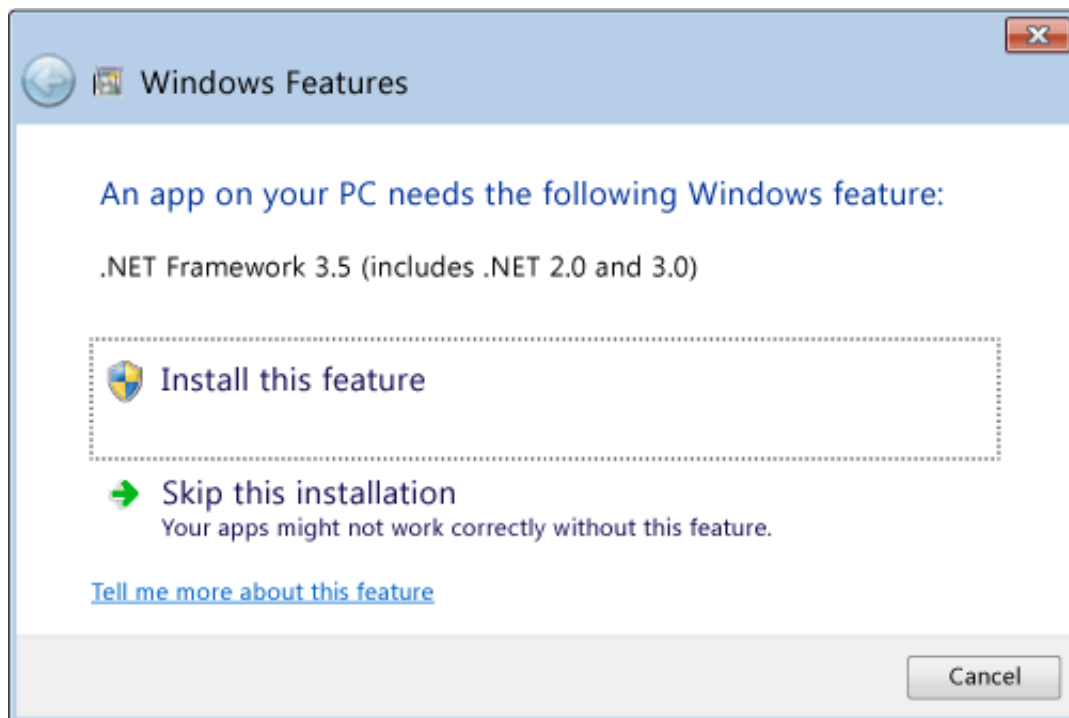 Windows Features
An app on your PC needs the following Windows feature:
.NET Framework 3.5 (includes .NET 2.0 and 3.0)
Install this feature
Skip this installation
Your apps might not work correctly without this feature.
Tell me more about this feature
Cancel